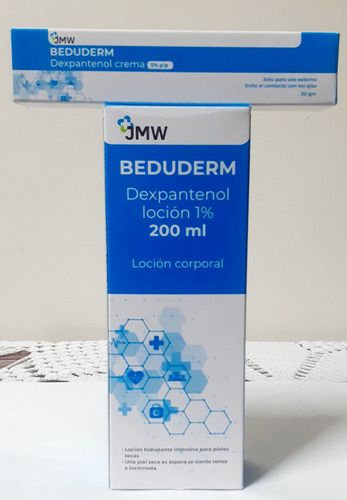 JMW
BEDUDERM
Dexpantenol crema 5% p/p
Solo para uso externo
Evite el contacto con los ojos
30 gm
JMW
BEDUDERM
Dexpantenol
loción 1%
200 ml
Loción corporal
• Loción hidratante intensiva para pieles
secas
• Una piel seca es áspera se siente tensa
e incómoda.